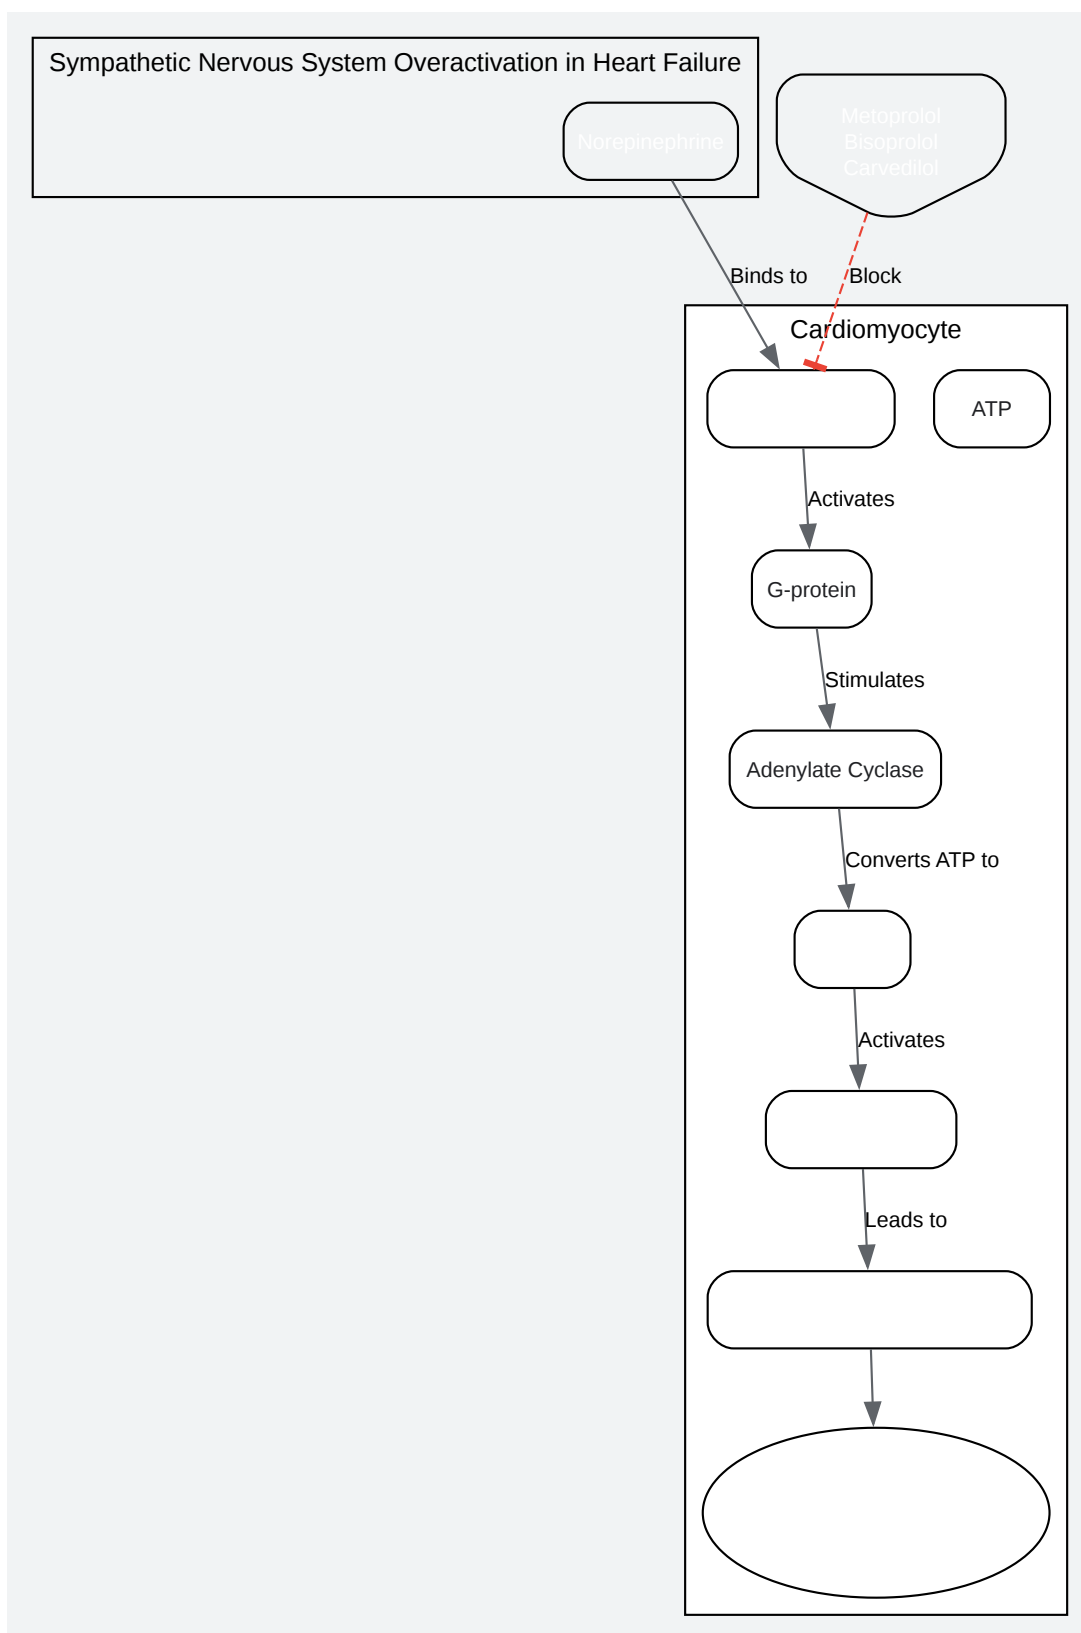 Sympathetic Nervous System Overactivation in Heart Failure
Norepinephrine
Metoprolol
Bisoprolol
Carvedilol
Binds to
Block
Cardiomyocyte
ATP
Activates
G-protein
Stimulates
Adenylate Cyclase
Converts ATP to
Activates
Leads to